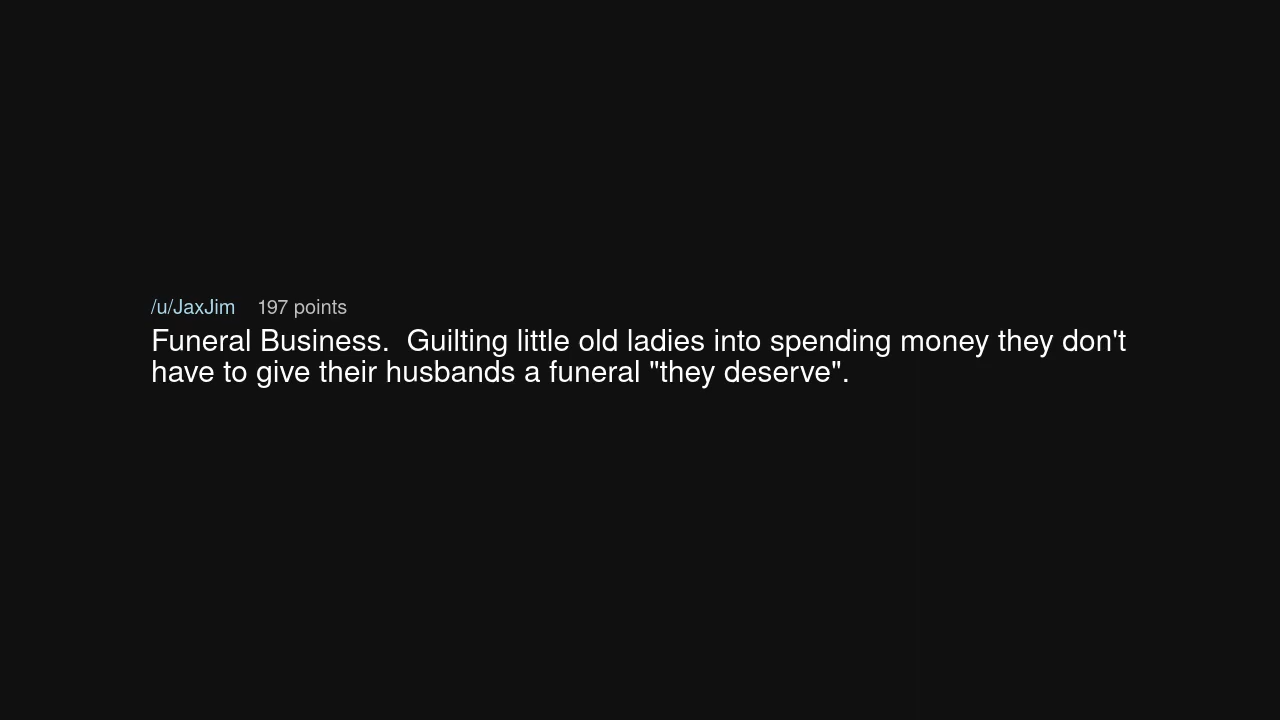 /u/JaxJim 197 points
Funeral Business.  Guilting little old ladies into spending money they don't
have to give their husbands a funeral "they deserve".